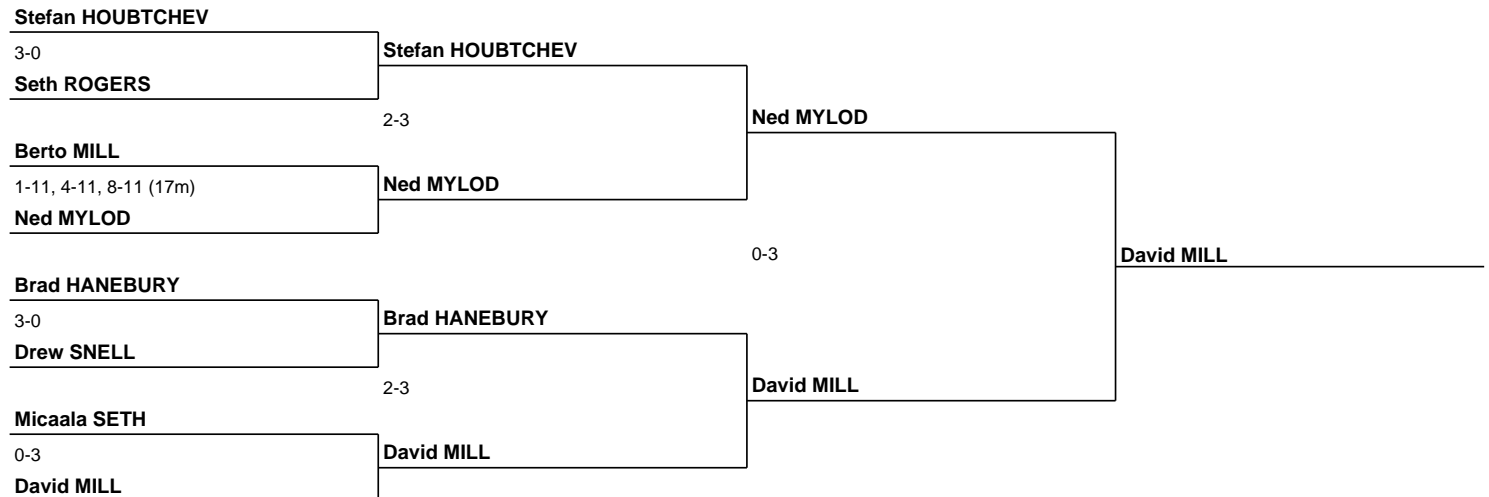 Stefan HOUBTCHEV
3-0
Stefan HOUBTCHEV
Seth ROGERS
2-3
Ned MYLOD
Berto MILL
1-11, 4-11, 8-11 (17m)
Ned MYLOD
Ned MYLOD
0-3
David MILL
Brad HANEBURY
3-0
Brad HANEBURY
Drew SNELL
2-3
David MILL
Micaala SETH
0-3
David MILL
David MILL